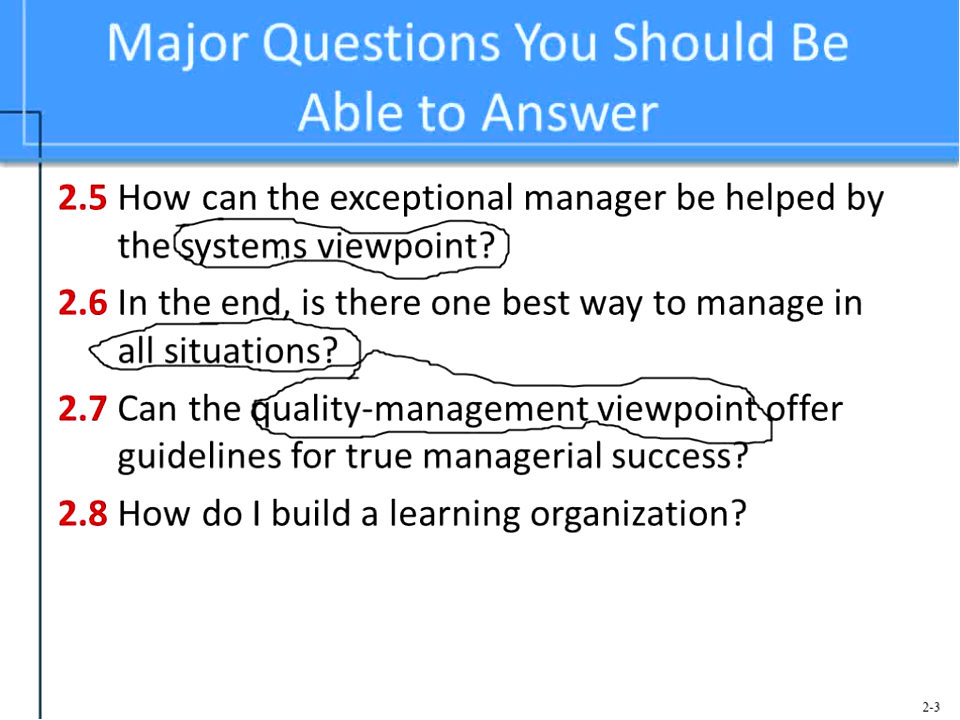 Major Questions You Should Be
Able to Answer
2.5 How can the exceptional manager be helped by
the systems viewpoint?
2.6 In the end, is there one best way to manage in
all situations?
2.7 Can the quality-management viewpoint offer
guidelines for true managerial success?
2.8 How do I build a learning organization?
2-3